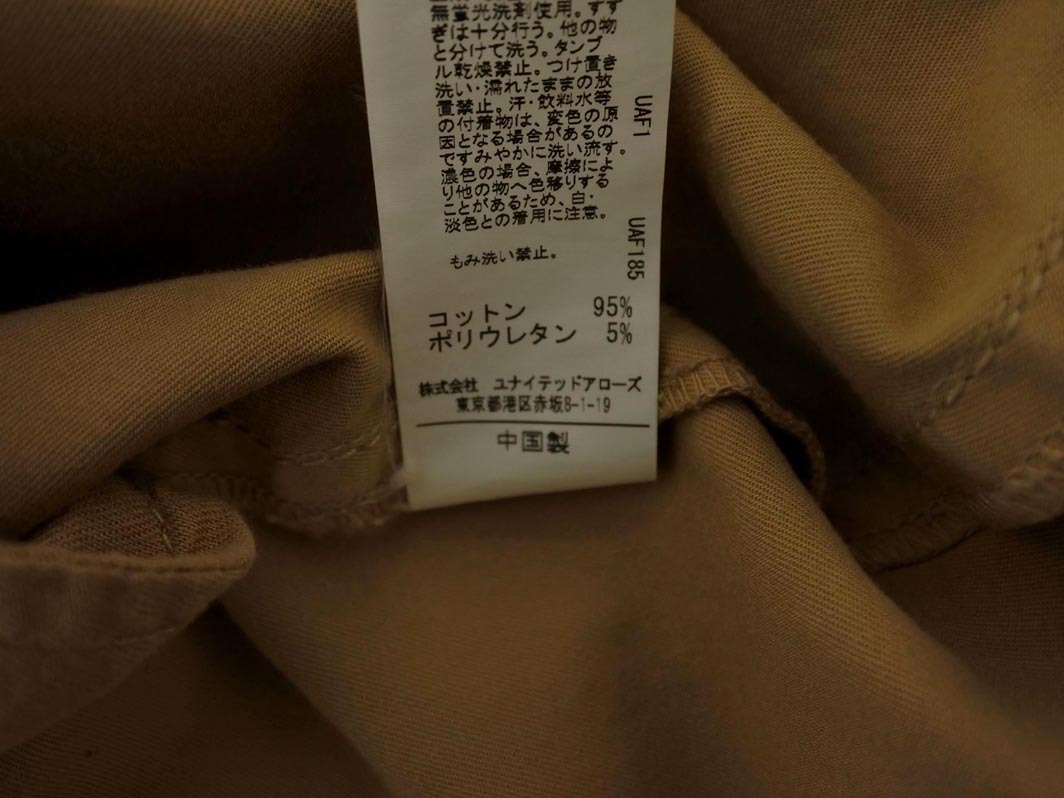 無蛍光洗剤使用。すす
ぎは十分行う。他の物
と分けて洗う。タンブ
ル乾燥禁止。つけ置き
洗い・濡れたままの放
置禁止。汗・飲料水等
の付着物は、変色の原
因となる場合があるの
ですみやかに洗い流す。
濃色の場合、摩擦によ
り他の物へ色移りする
ことがあるため、白・
淡色との着用に注意。
もみ洗い禁止。
UAF1
UAF185
コットン 95%
ポリウレタン 5%
株式会社 ユナイテッドアローズ
東京都港区赤坂8-1-19
中国製